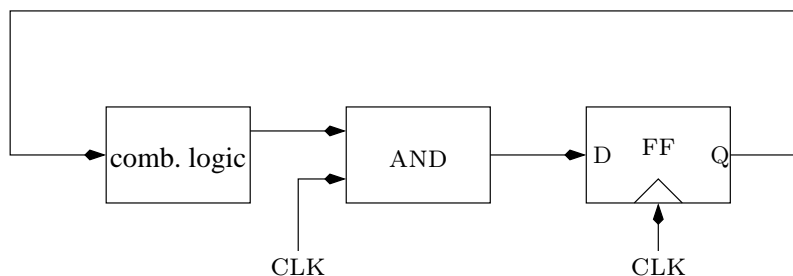 comb. logic
AND
D
FF
Q
CLK
CLK